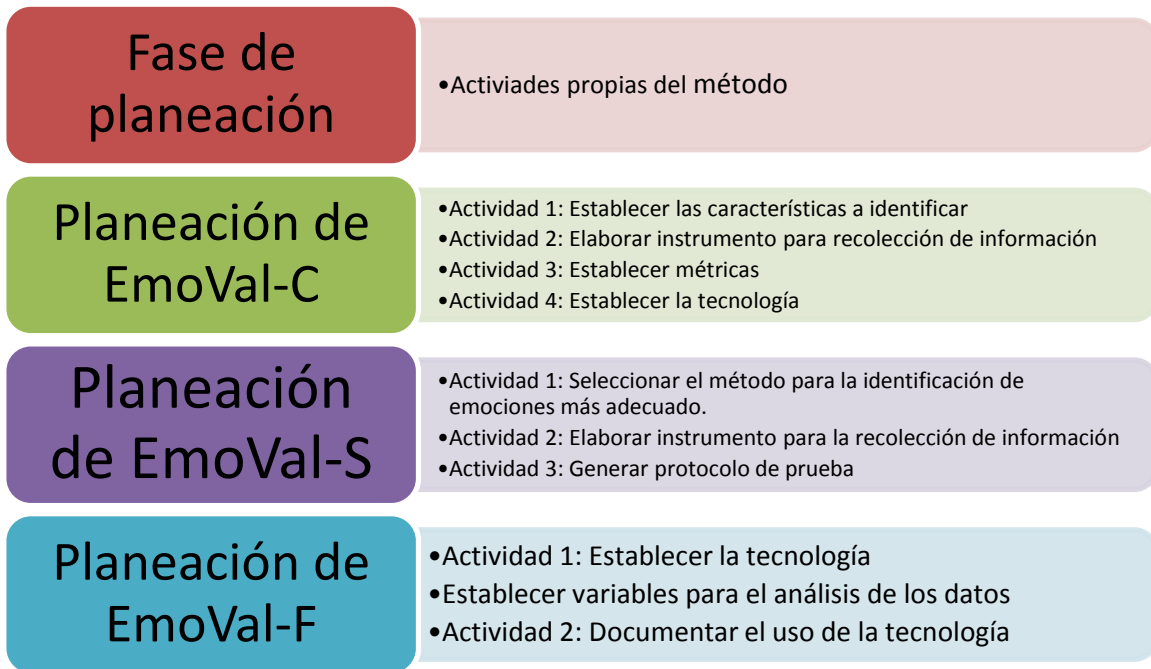 Fase de
planeación
•Activiades propias del método
Planeación de
EmoVal-C
•Actividad 1: Establecer las características a identificar
•Actividad 2: Elaborar instrumento para recolección de información
•Actividad 3: Establecer métricas
•Actividad 4: Establecer la tecnología
Planeación
de EmoVal-S
•Actividad 1: Seleccionar el método para la identificación de
emociones más adecuado.
•Actividad 2: Elaborar instrumento para la recolección de información
•Actividad 3: Generar protocolo de prueba
Planeación de
EmoVal-F
•Actividad 1: Establecer la tecnología
•Establecer variables para el análisis de los datos
•Actividad 2: Documentar el uso de la tecnología